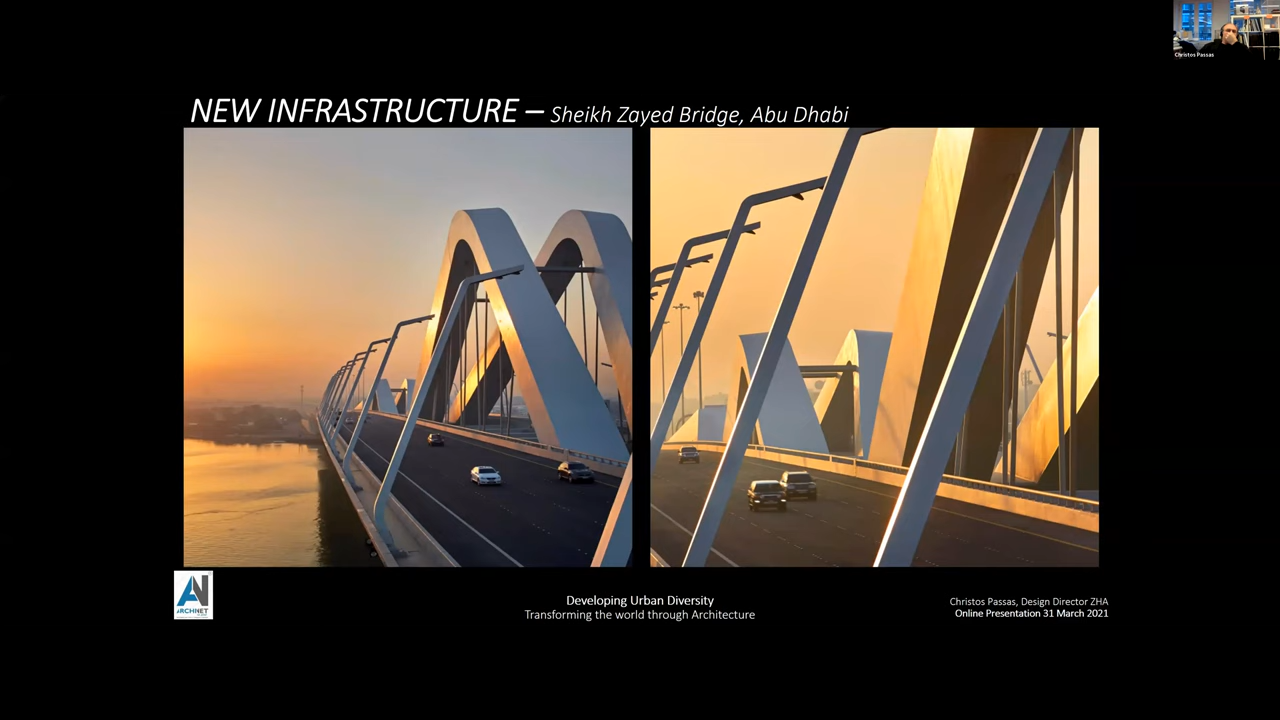 Christos Passas
NEW INFRASTRUCTURE – Sheikh Zayed Bridge, Abu Dhabi
ARCHNET
Developing Urban Diversity
Transforming the world through Architecture
Christos Passas, Design Director ZHA
Online Presentation 31 March 2021